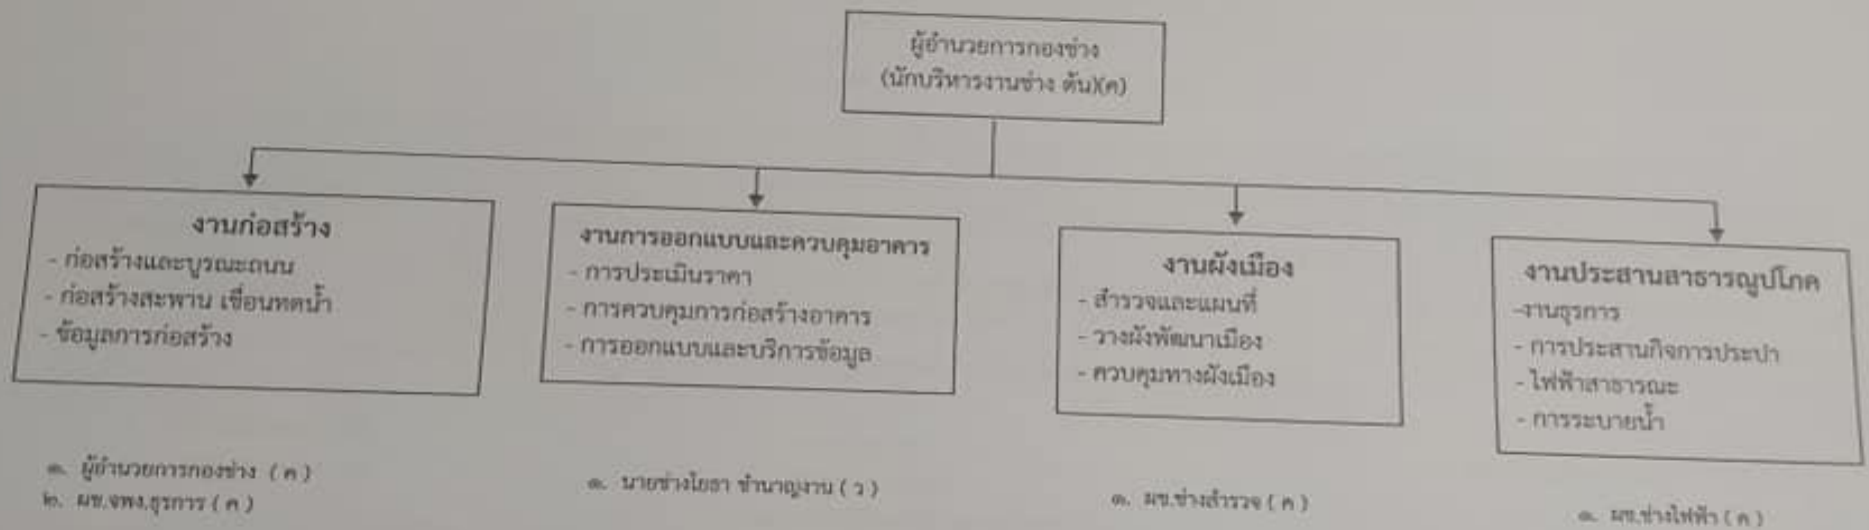 ผู้อำนวยการกองช่าง
(นักบริหารงานช่าง ต้น)(ค)
งานก่อสร้าง
- ก่อสร้างและบูรณะถนน
- ก่อสร้างสะพาน เขื่อนทดน้ำ
- ข้อมูลการก่อสร้าง
งานการออกแบบและควบคุมอาคาร
- การประเมินราคา
- การควบคุมการก่อสร้างอาคาร
- การออกแบบและบริการข้อมูล
งานผังเมือง
- สำรวจและแผนที่
- วางผังพัฒนาเมือง
- ควบคุมทางผังเมือง
งานประสานสาธารณูปโภค
-งานธุรการ
- การประสานกิจการประปา
- ไฟฟ้าสาธารณะ
- การระบายน้ำ
๑. ผู้อำนวยการกองช่าง ( ค )
๒. ผช.จพง.ธุรการ ( ค )
๑. นายช่างโยธา ชำนาญงาน ( ว )
๑. ผช.ช่างสำรวจ ( ค )
๑. ผช.ช่างไฟฟ้า ( ค )